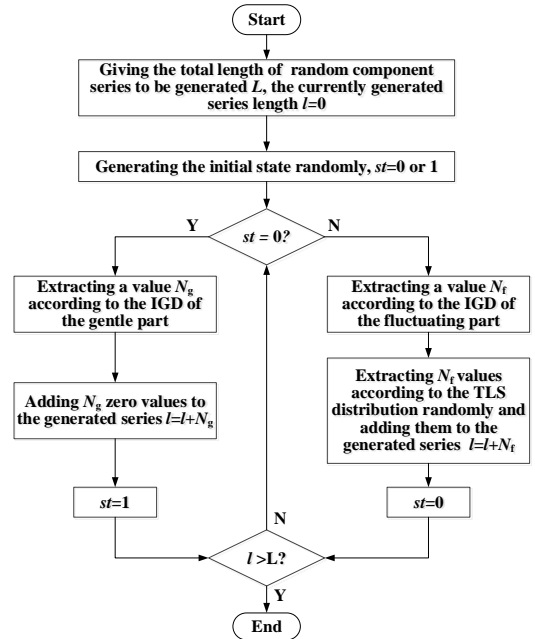 Start
Giving the total length of random component
series to be generated L, the currently generated
series length l=0
Generating the initial state randomly, st=0 or 1
Y
N
st = 0?
Extracting a value Ng
according to the IGD of
the gentle part
Extracting a value Nf
according to the IGD of
the fluctuating part
Adding Ng zero values to
the generated series l=l+Ng
Extracting Nf values
according to the TLS
distribution randomly and
adding them to the
generated series l=l+Nf
st=1
st=0
N
l >L?
Y
End